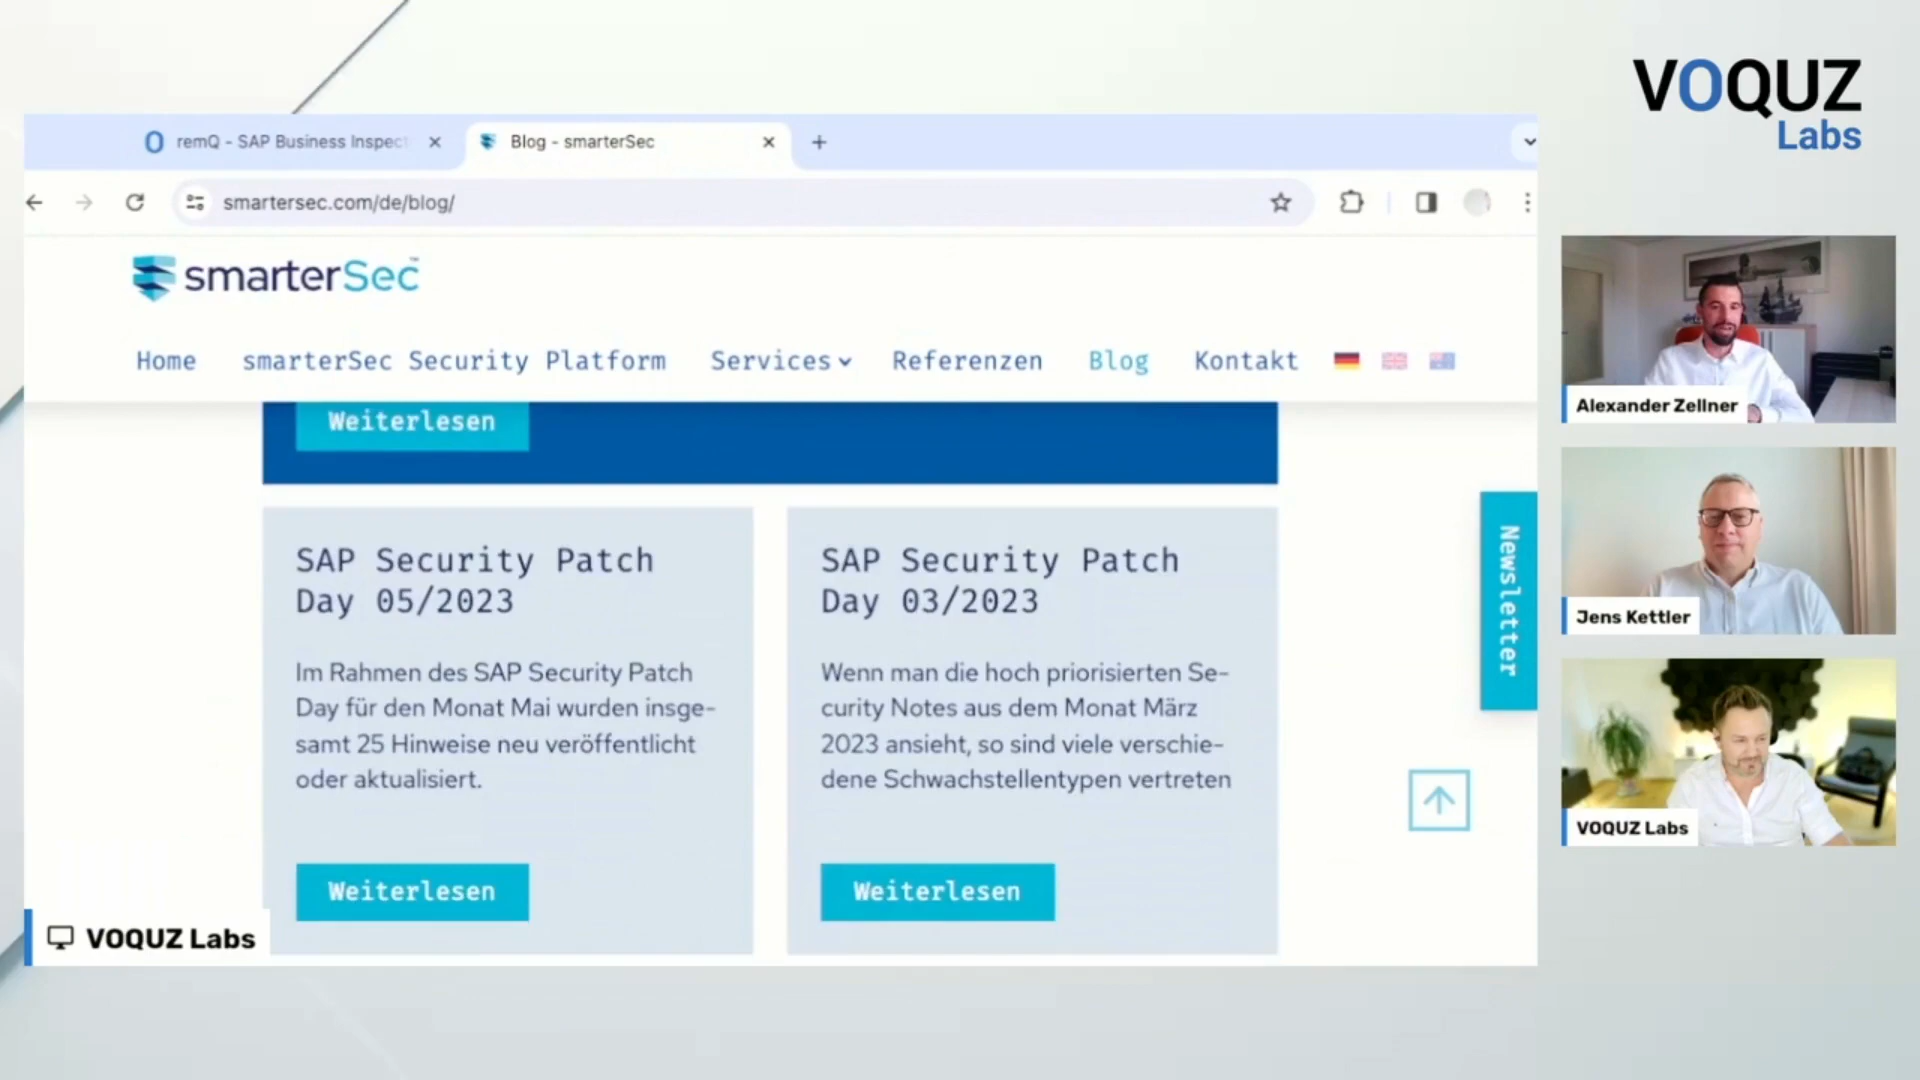 VOQUZ
Labs
remQ - SAP Business Inspect
Blog - smarterSec
smartersec.com/de/blog/
smarterSec™
Home smarterSec Security Platform Services Referenzen Blog Kontakt
Weiterlesen
SAP Security Patch
Day 05/2023
Im Rahmen des SAP Security Patch
Day für den Monat Mai wurden insge-
samt 25 Hinweise neu veröffentlicht
oder aktualisiert.
Weiterlesen
SAP Security Patch
Day 03/2023
Wenn man die hoch priorisierten Se-
curity Notes aus dem Monat März
2023 ansieht, so sind viele verschie-
dene Schwachstellentypen vertreten
Weiterlesen
Newsletter
VOQUZ Labs
Alexander Zellner
Jens Kettler
VOQUZ Labs